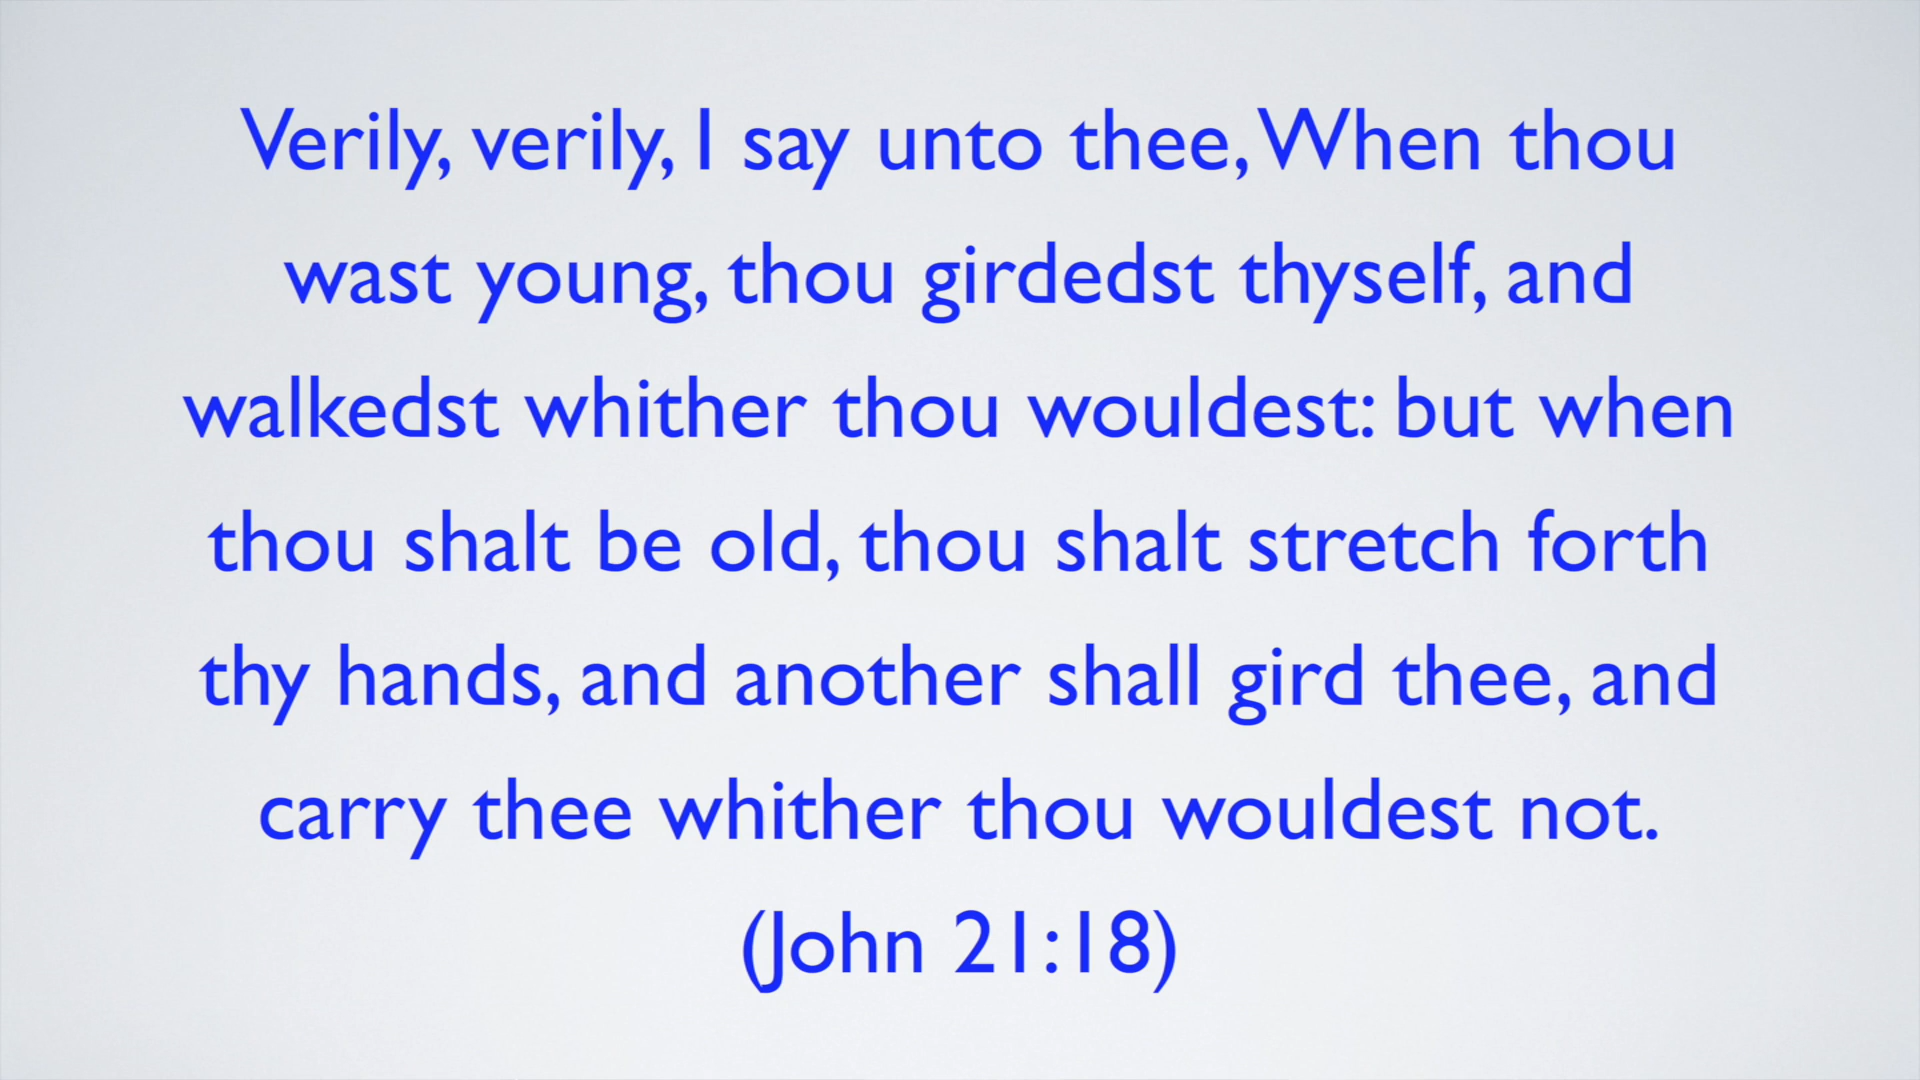 Verily, verily, I say unto thee, When thou
wast young, thou girdedst thyself, and
walkedst whither thou wouldest: but when
thou shalt be old, thou shalt stretch forth
thy hands, and another shall gird thee, and
carry thee whither thou wouldest not.
(John 21:18)